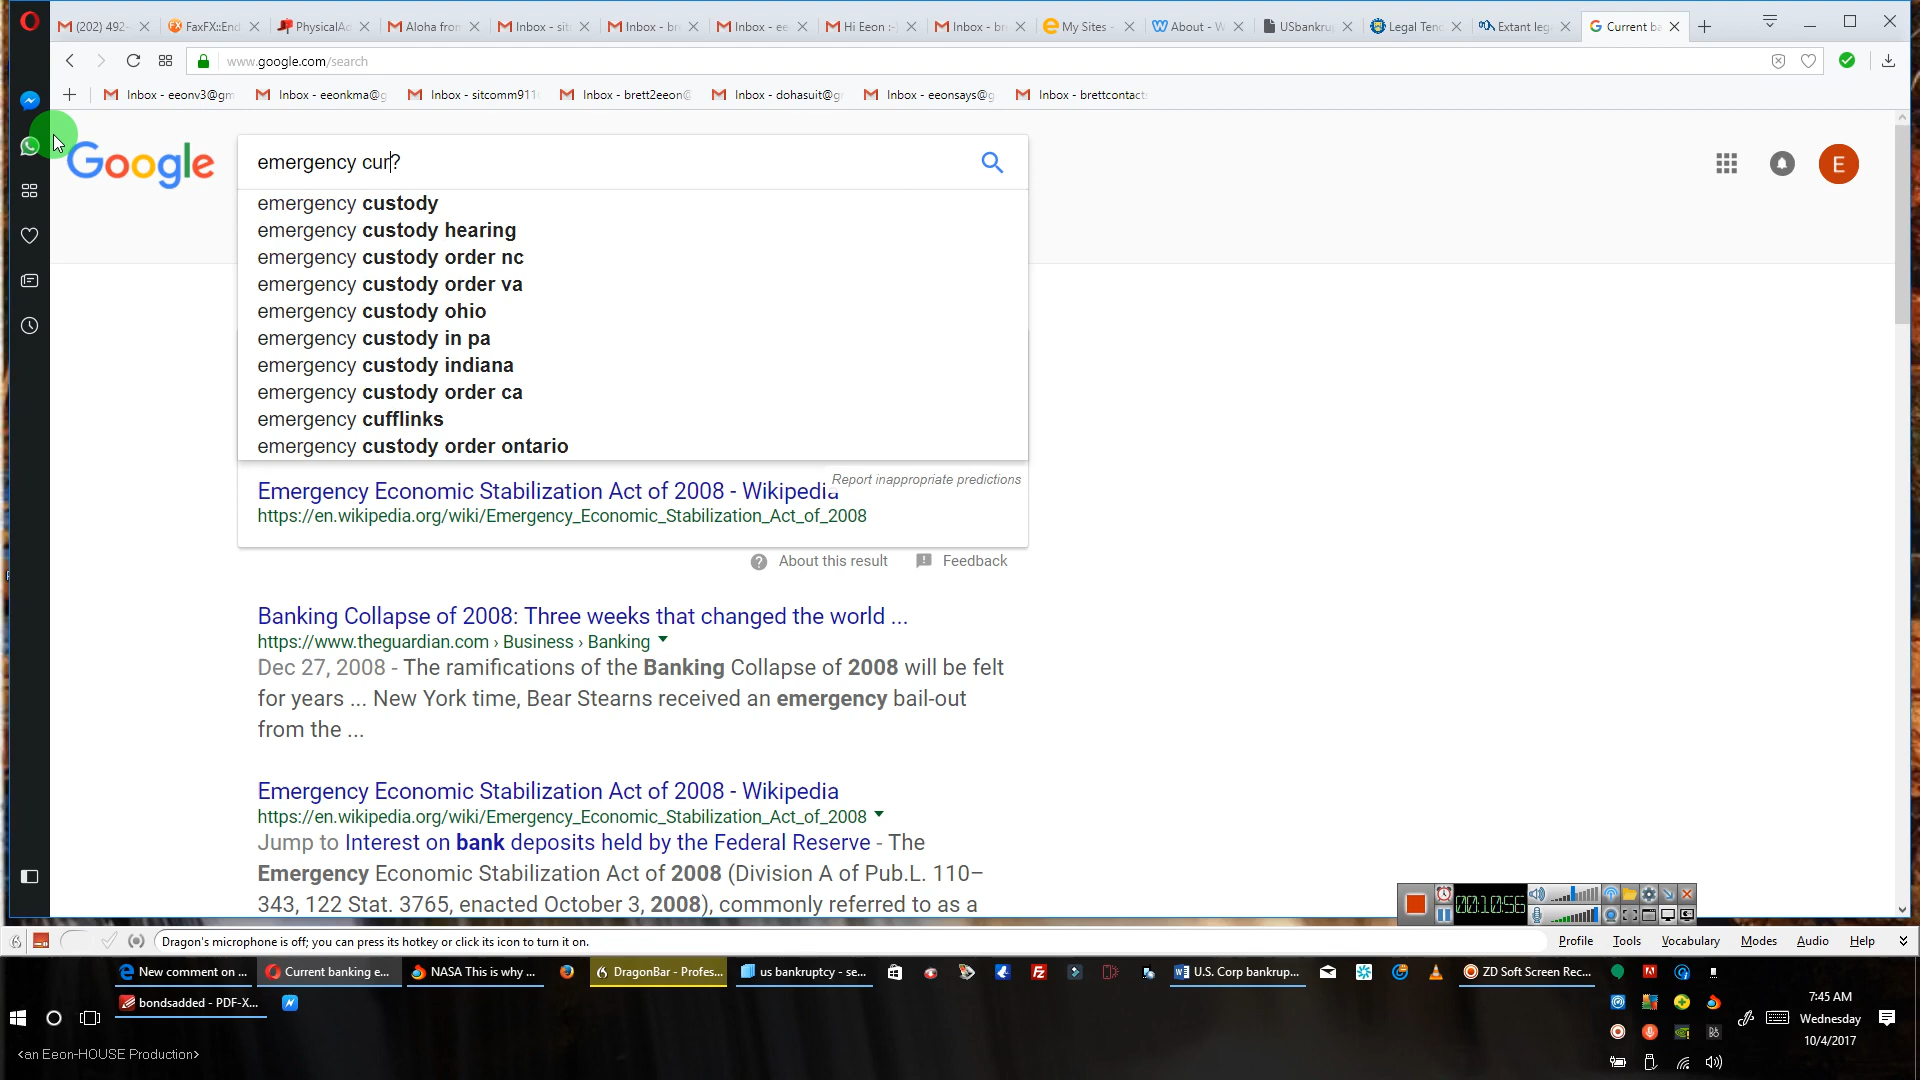 (202) 492-
FaxFX::End
PhysicalAc
Aloha from
Inbox - sit
Inbox - bre
Inbox - ee
Hi Eeon :-)
Inbox - br
My Sites -
About - W
USbankru
Legal Tend
Extant leg
Current ba
www.google.com/search
Inbox - eeonv3@gm
Inbox - eeonkma@g
Inbox - sitcomm911
Inbox - brett2eeon@
Inbox - dohasuit@g
Inbox - eeonsays@g
Inbox - brettcontact
Google
emergency cur?
E
emergency custody
emergency custody hearing
emergency custody order nc
emergency custody order va
emergency custody ohio
emergency custody in pa
emergency custody indiana
emergency custody order ca
emergency cufflinks
emergency custody order ontario
Report inappropriate predictions
Emergency Economic Stabilization Act of 2008 - Wikipedia
https://en.wikipedia.org/wiki/Emergency_Economic_Stabilization_Act_of_2008
About this result
Feedback
Banking Collapse of 2008: Three weeks that changed the world ...
https://www.theguardian.com › Business › Banking
Dec 27, 2008 - The ramifications of the Banking Collapse of 2008 will be felt
for years ... New York time, Bear Stearns received an emergency bail-out
from the ...
Emergency Economic Stabilization Act of 2008 - Wikipedia
https://en.wikipedia.org/wiki/Emergency_Economic_Stabilization_Act_of_2008
Jump to Interest on bank deposits held by the Federal Reserve - The
Emergency Economic Stabilization Act of 2008 (Division A of Pub.L. 110–
343, 122 Stat. 3765, enacted October 3, 2008), commonly referred to as a
00:10:56
Dragon's microphone is off; you can press its hotkey or click its icon to turn it on.
Profile Tools Vocabulary Modes Audio Help
New comment on ...
Current banking e...
NASA This is why ...
DragonBar - Profes...
us bankruptcy - se...
U.S. Corp bankrup...
ZD Soft Screen Rec...
bondsadded - PDF-X...
7:45 AM
Wednesday
10/4/2017
<an Eeon-HOUSE Production>